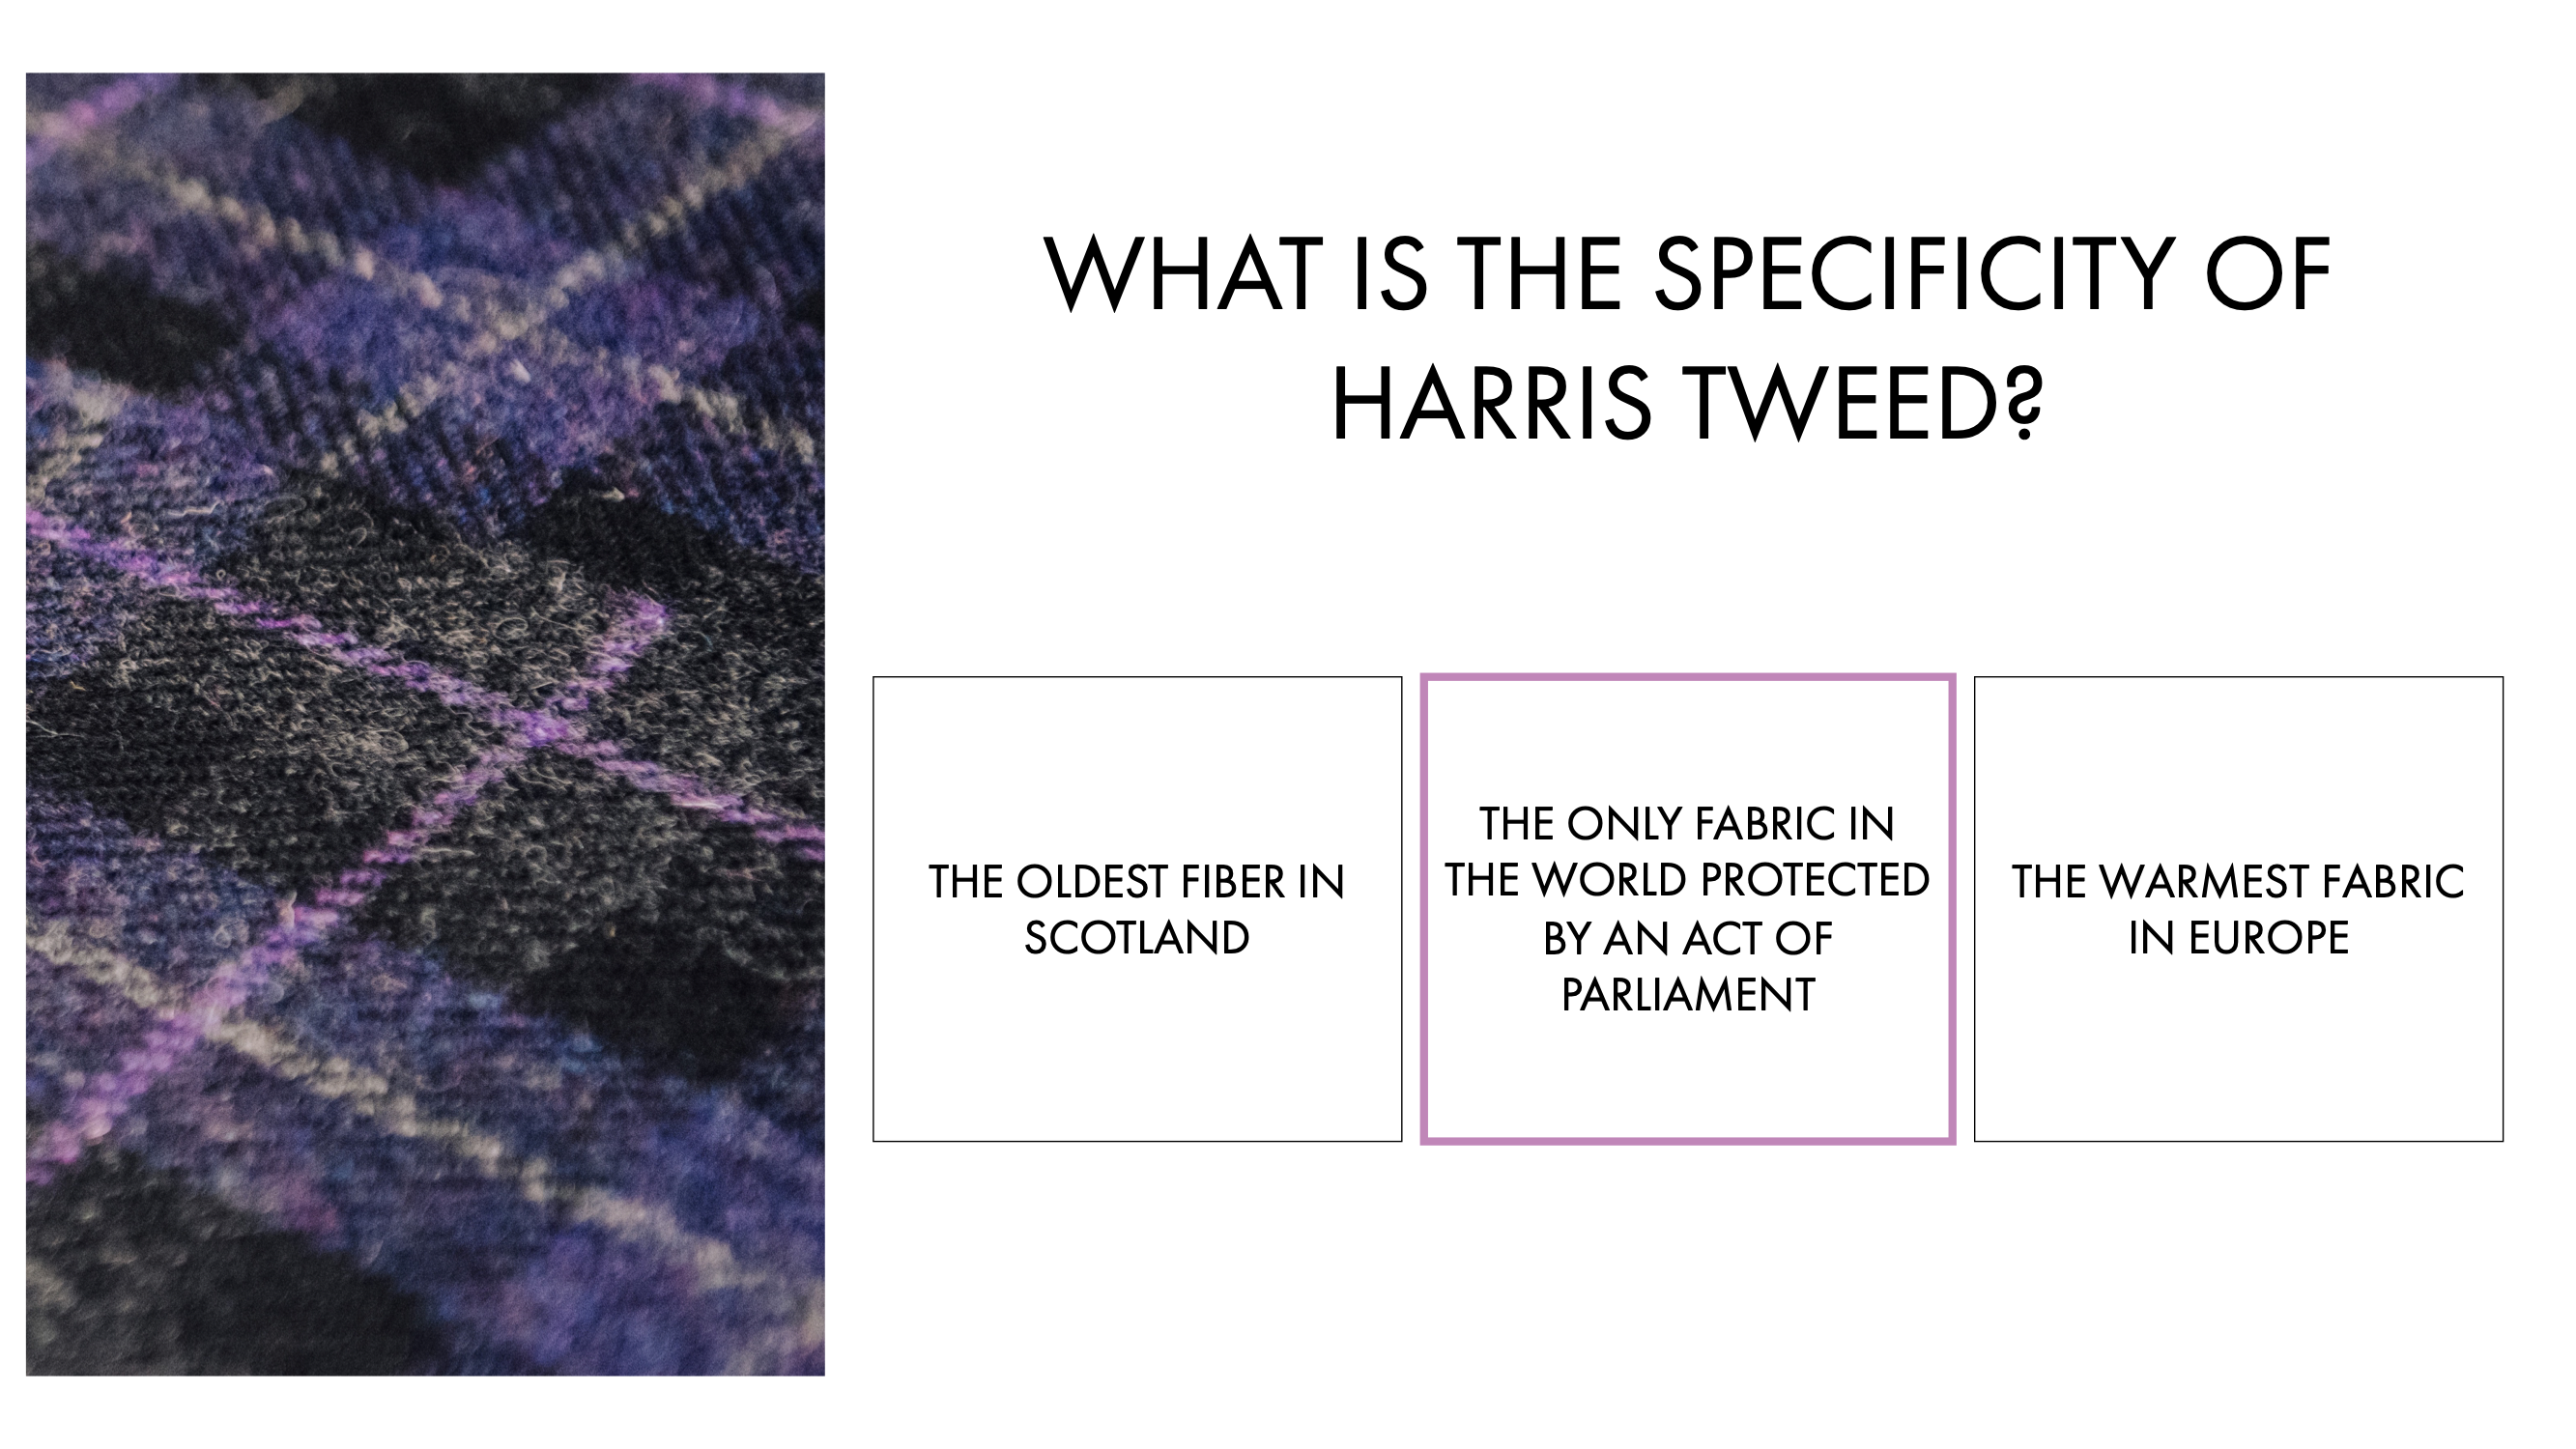 WHAT IS THE SPECIFICITY OF
HARRIS TWEED?
THE OLDEST FIBER IN
SCOTLAND
THE ONLY FABRIC IN
THE WORLD PROTECTED
BY AN ACT OF
PARLIAMENT
THE WARMEST FABRIC
IN EUROPE